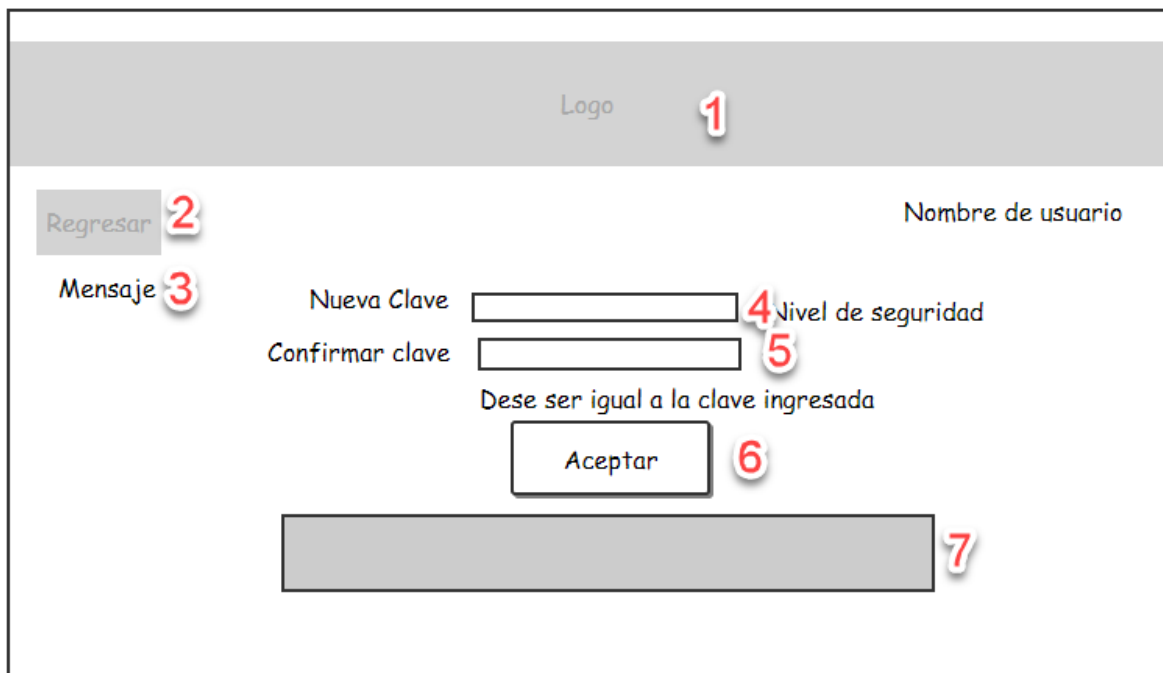 Logo 1
Regresar 2
Nombre de usuario
Mensaje 3
Nueva Clave 4 Nivel de seguridad
Confirmar clave 5
Dese ser igual a la clave ingresada
Aceptar 6
7